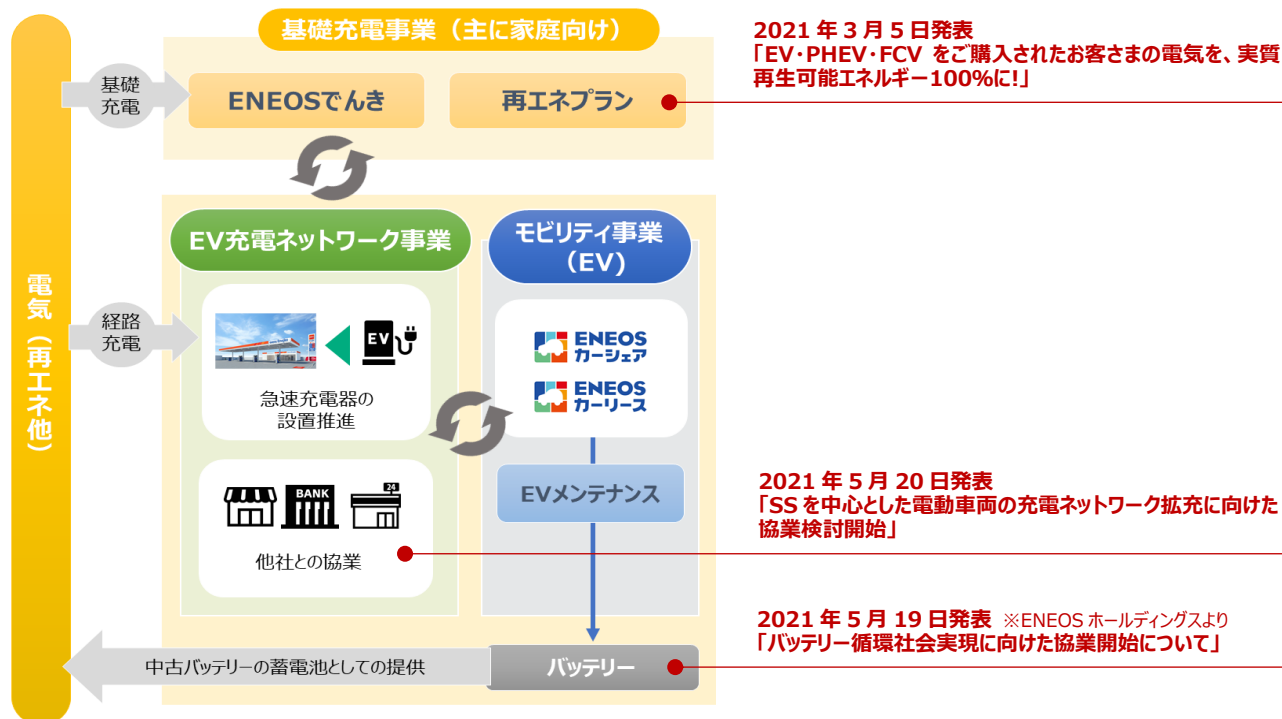 基礎充電事業（主に家庭向け）
基礎
充電
ENEOSでんき
再エネプラン
2021 年 3 月 5 日発表
「EV・PHEV・FCV をご購入されたお客さまの電気を、実質
再生可能エネルギー100%に!」
電気（再エネ他）
EV充電ネットワーク事業
モビリティ事業
（EV)
経路
充電
EV
急速充電器の
設置推進
ENEOS
カーシェア
ENEOS
カーリース
BANK
24
他社との協業
EVメンテナンス
2021 年 5 月 20 日発表
「SS を中心とした電動車両の充電ネットワーク拡充に向けた
協業検討開始」
2021 年 5 月 19 日発表 ※ENEOS ホールディングスより
「バッテリー循環社会実現に向けた協業開始について」
中古バッテリーの蓄電池としての提供
バッテリー